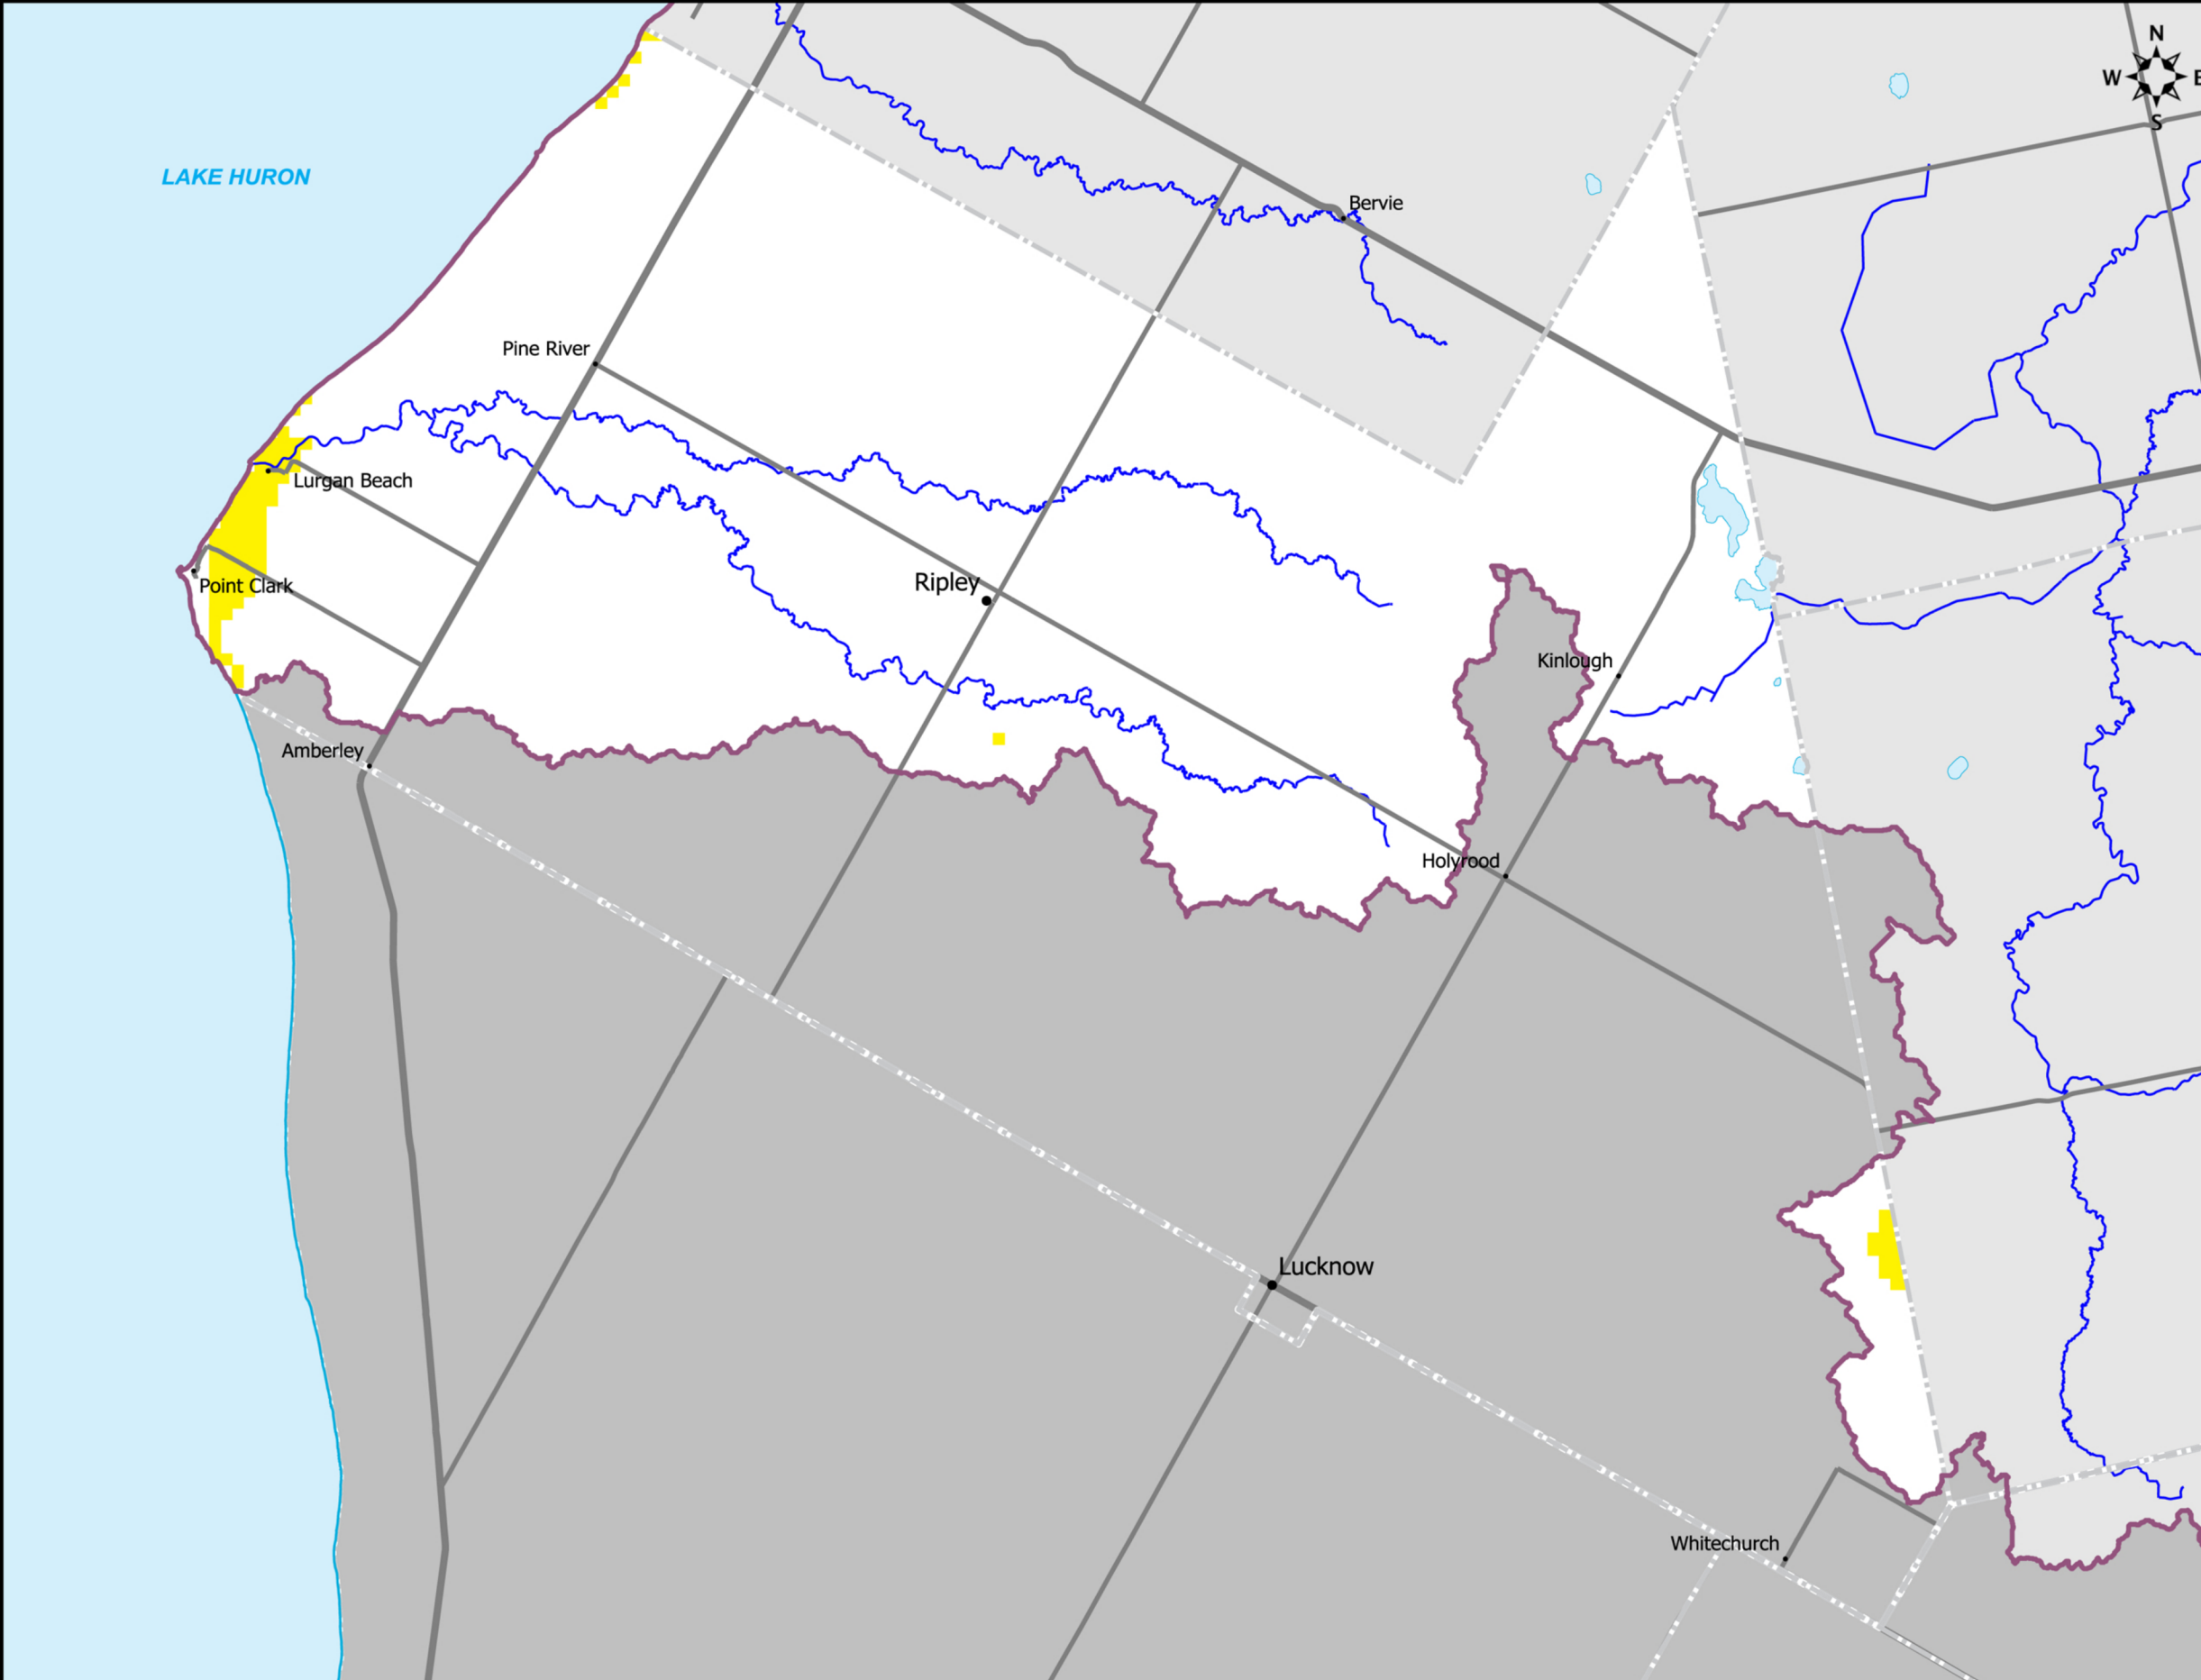 N
W E
S
LAKE HURON
Bervie
Pine River
Lurgan Beach
Point Clark
Ripley
Kinlough
Amberley
Holyrood
Lucknow
Whitechurch